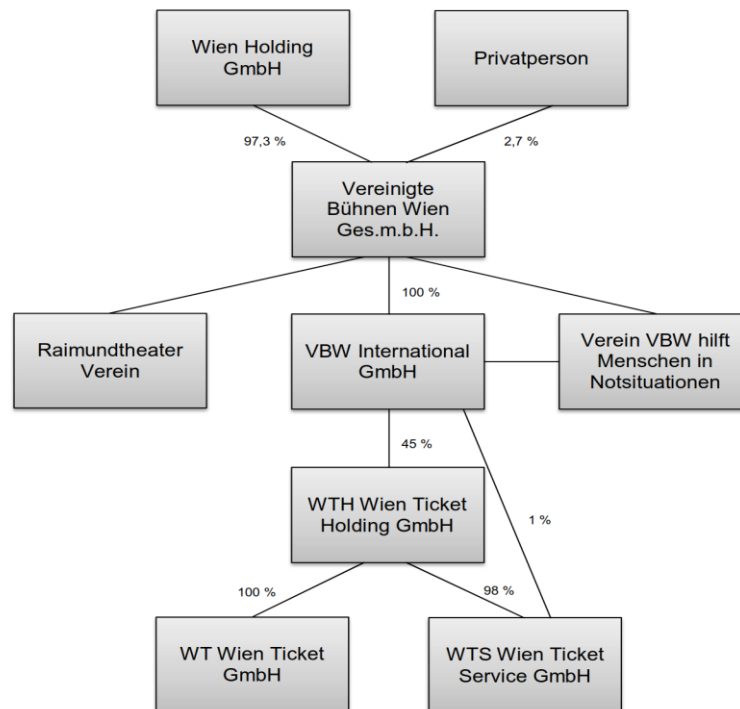 Wien Holding
GmbH
Privatperson
97,3 %
2,7 %
Vereinigte
Bühnen Wien
Ges.m.b.H.
100 %
Raimundtheater
Verein
VBW International
GmbH
Verein VBW hilft
Menschen in
Notsituationen
45 %
WTH Wien Ticket
Holding GmbH
1 %
100 %
98 %
WT Wien Ticket
GmbH
WTS Wien Ticket
Service GmbH